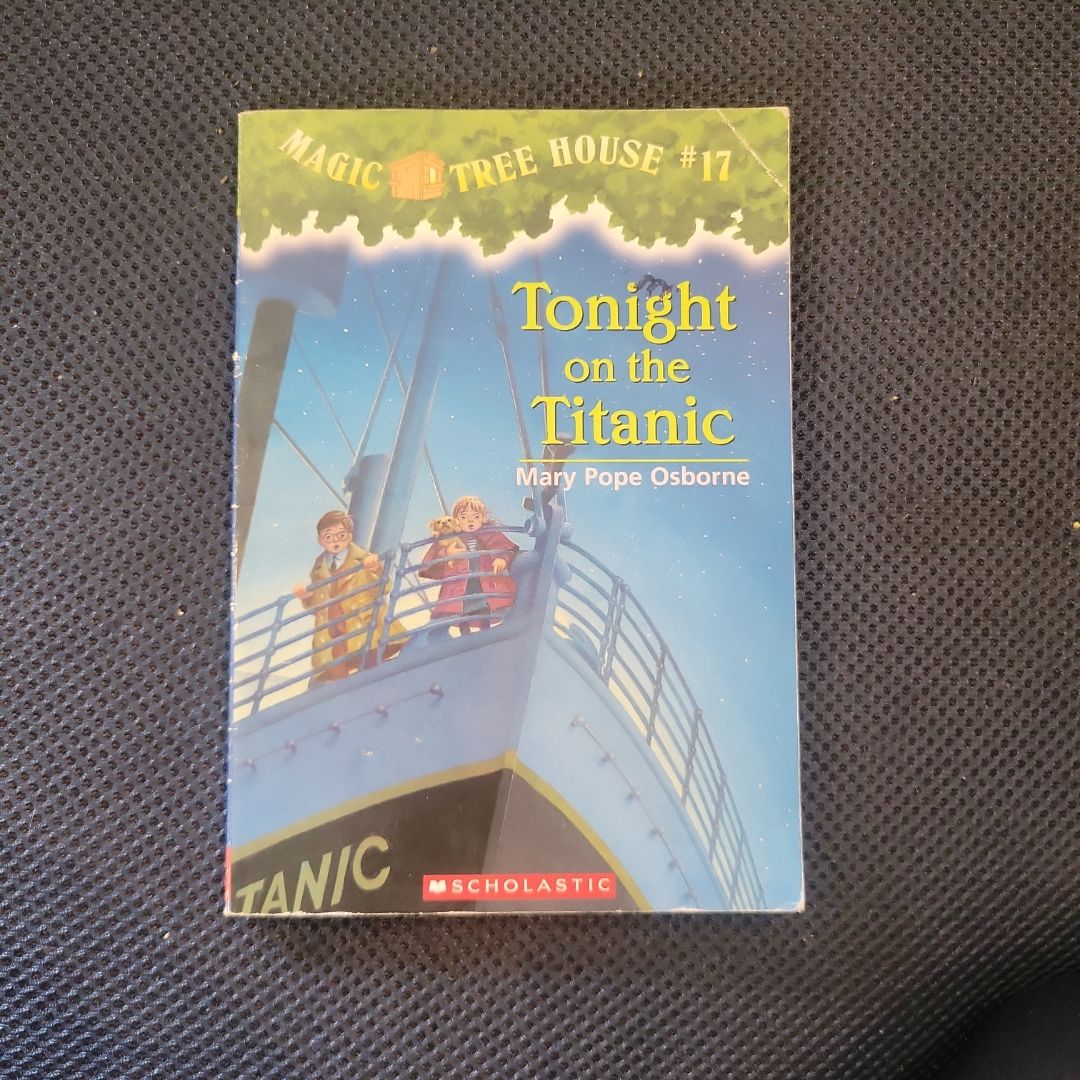 MAGIC TREE HOUSE #17
Tonight
on the
Titanic
Mary Pope Osborne
TANIC
SCHOLASTIC